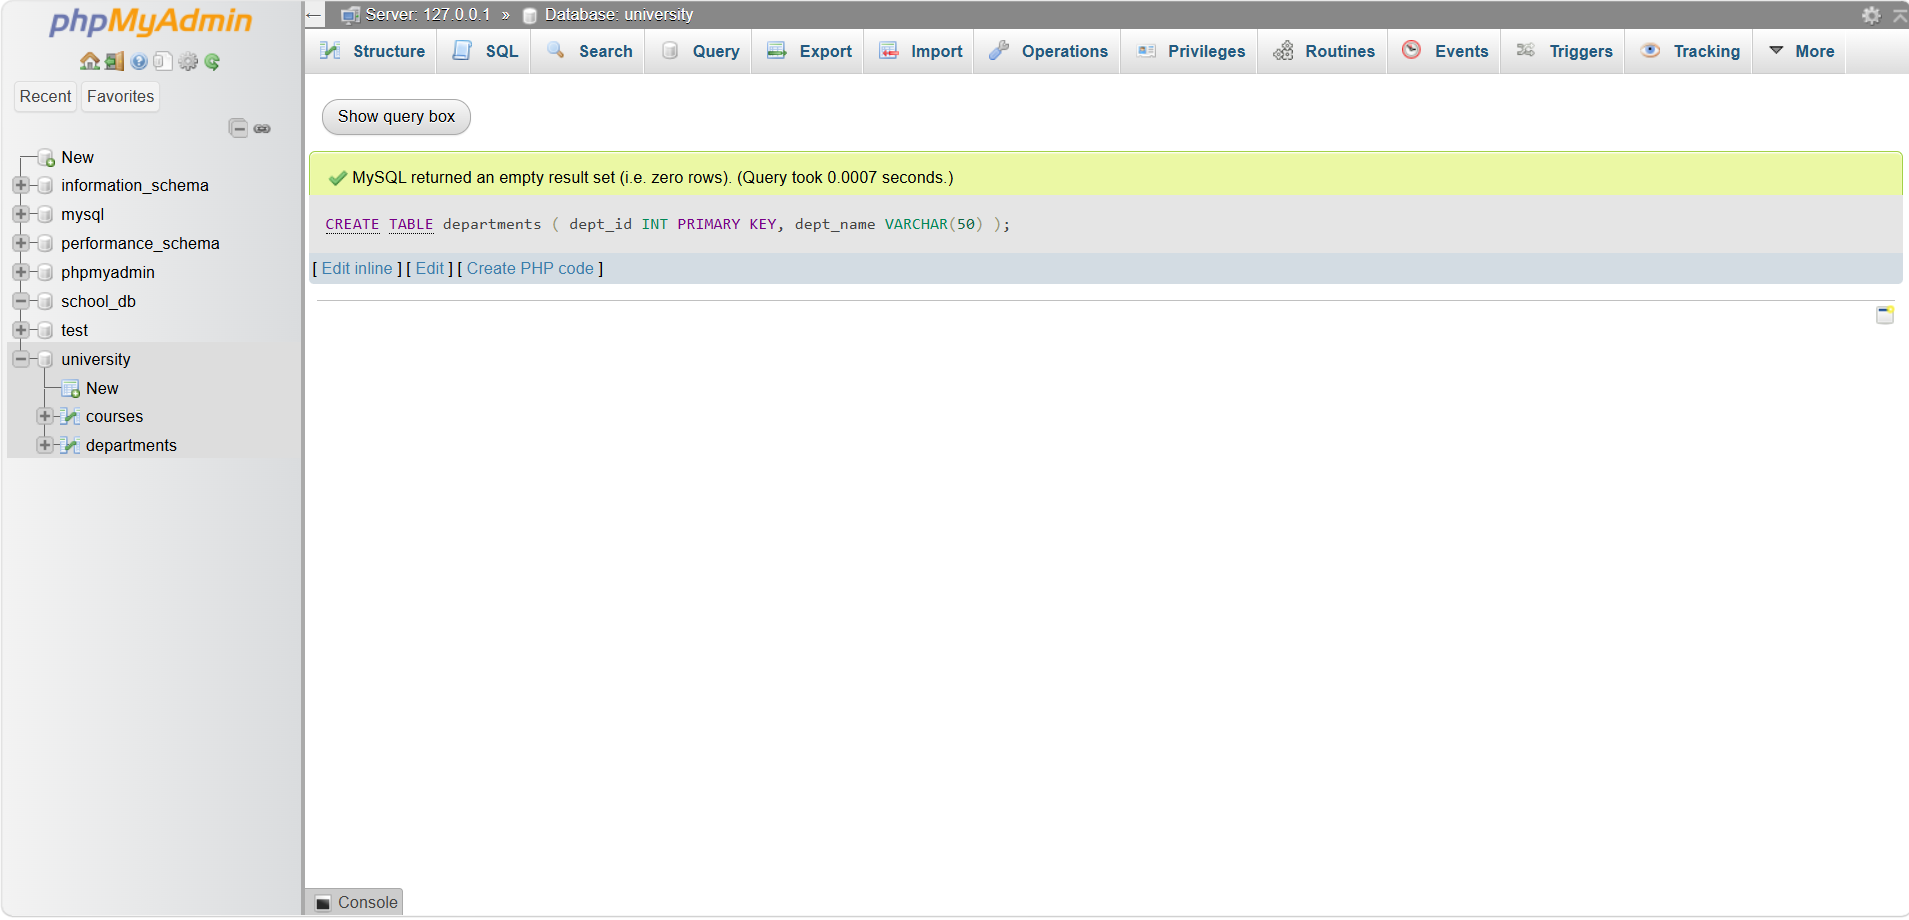 phpMyAdmin
Recent Favorites
New
information_schema
mysql
performance_schema
phpmyadmin
school_db
test
university
New
courses
departments
← Server: 127.0.0.1 » Database: university
Structure SQL Search Query Export Import Operations Privileges Routines Events Triggers Tracking More
Show query box
MySQL returned an empty result set (i.e. zero rows). (Query took 0.0007 seconds.)
CREATE TABLE departments ( dept_id INT PRIMARY KEY, dept_name VARCHAR(50) );
[ Edit inline ] [ Edit ] [ Create PHP code ]
Console